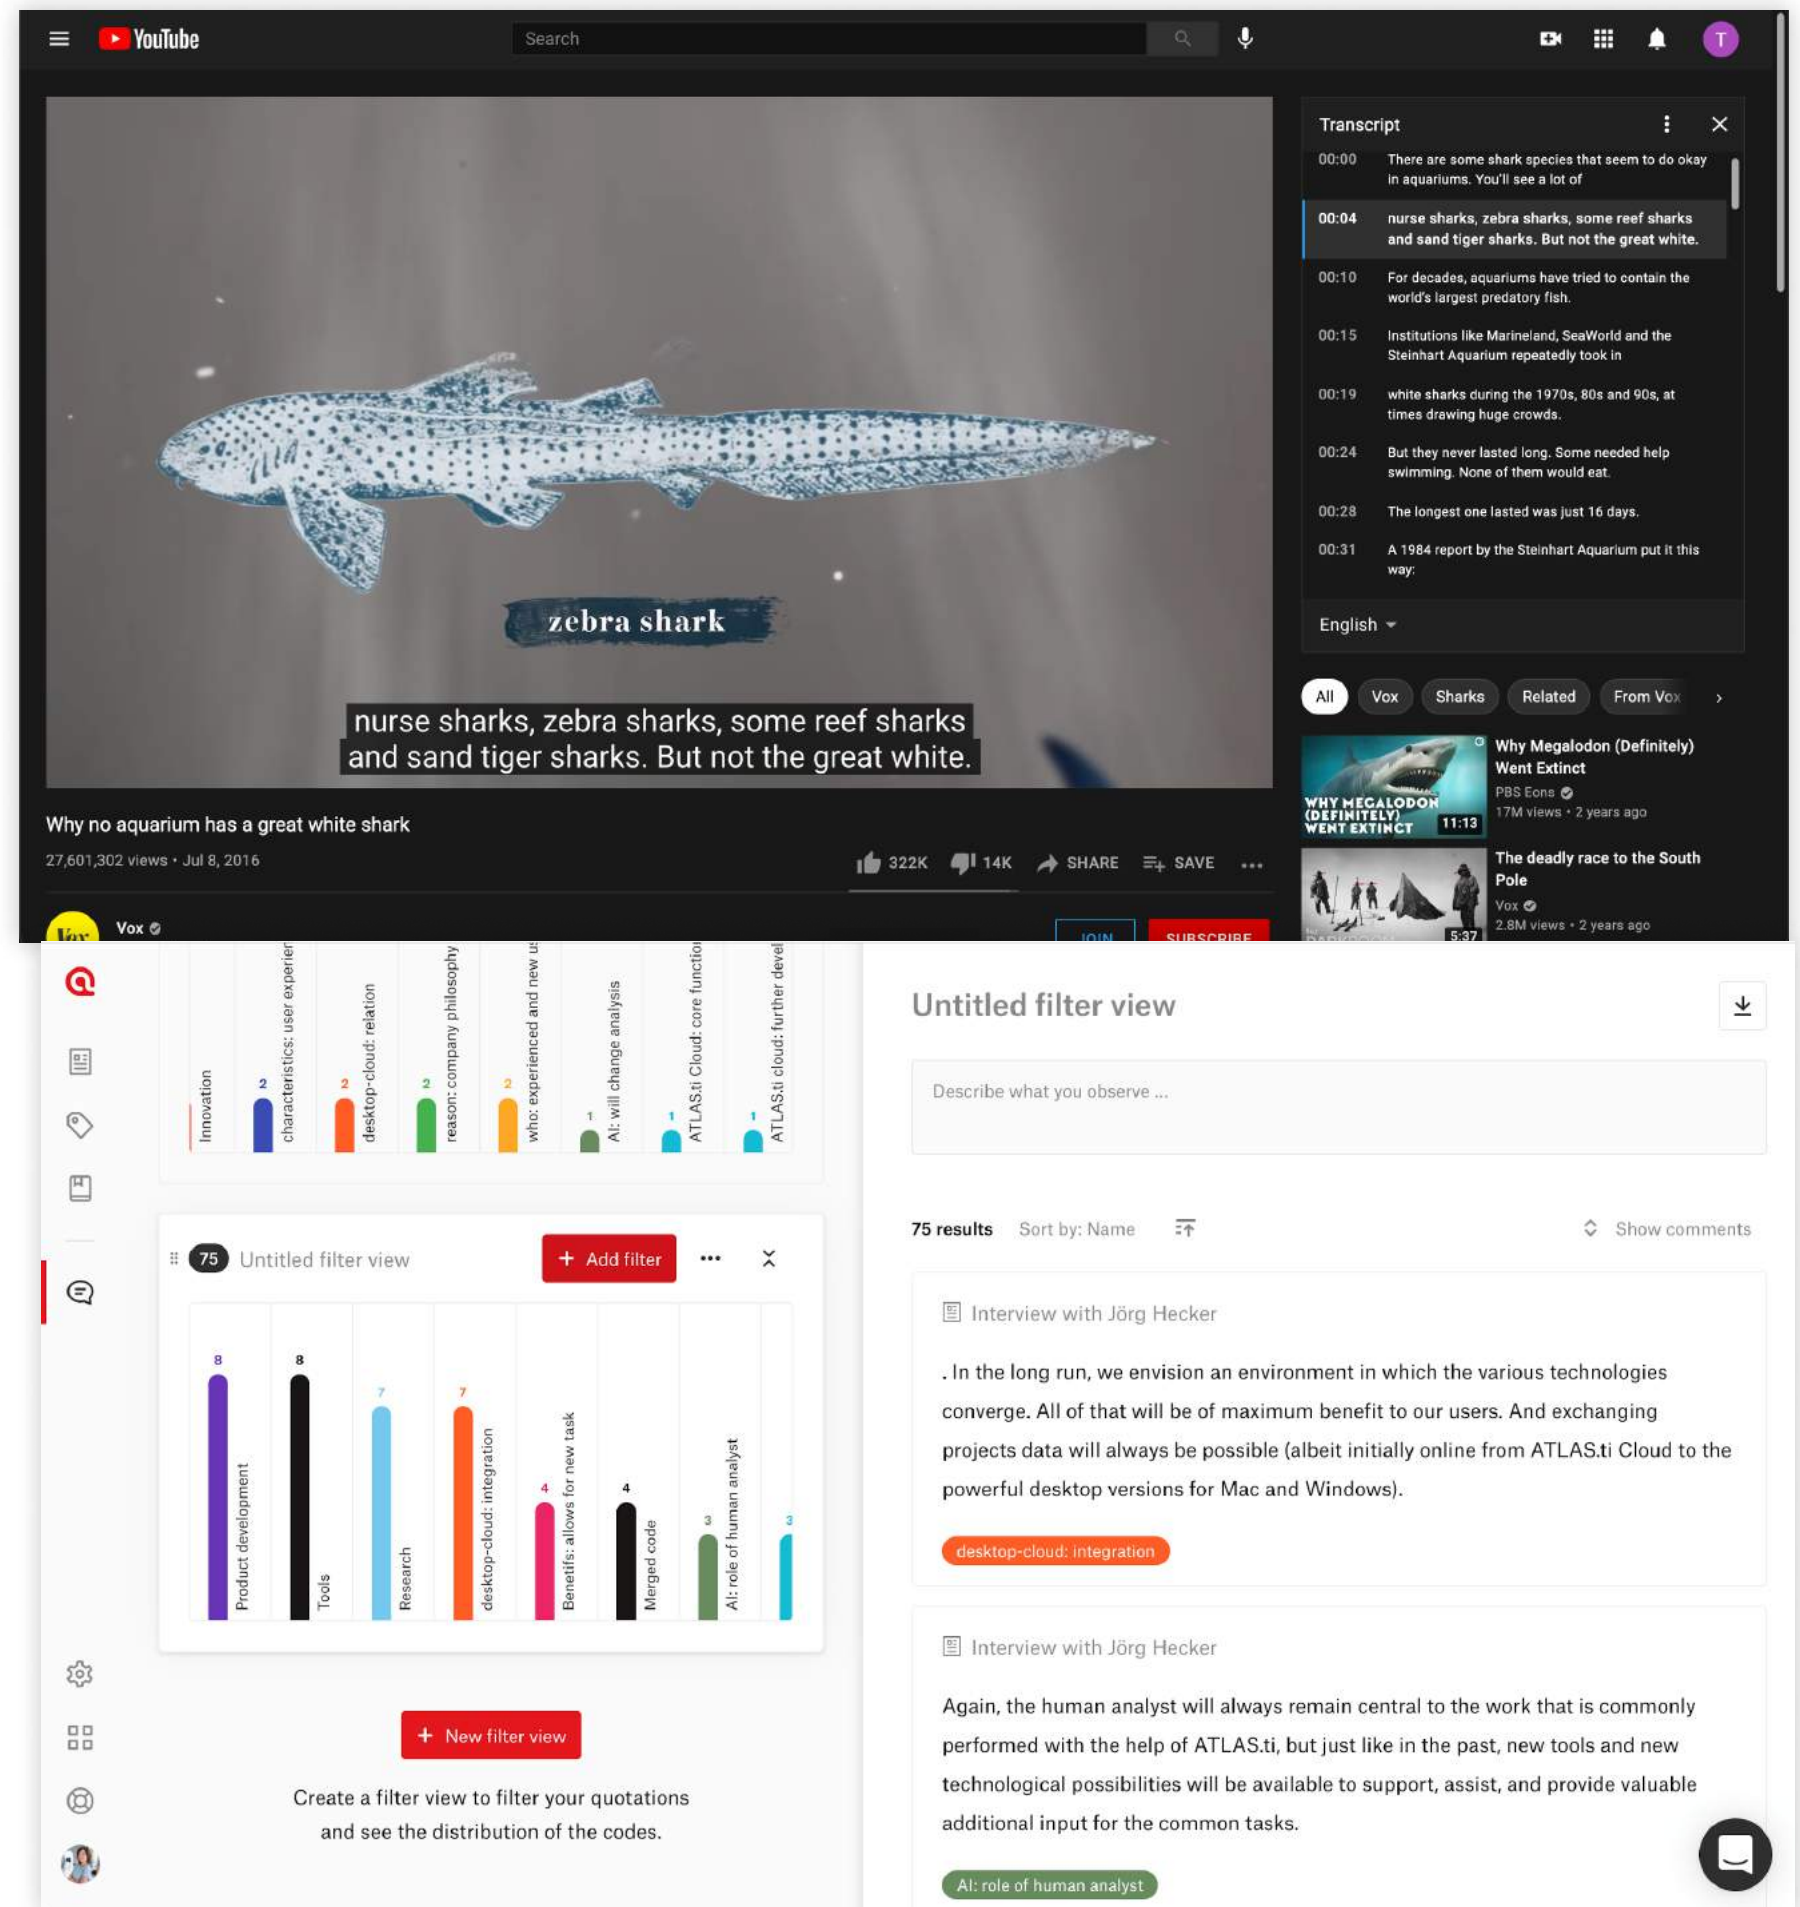 YouTube
Search
T
Transcript
00:00 There are some shark species that seem to do okay
in aquariums. You'll see a lot of
00:04 nurse sharks, zebra sharks, some reef sharks
and sand tiger sharks. But not the great white.
00:10 For decades, aquariums have tried to contain the
world's largest predatory fish.
00:15 Institutions like Marineland, SeaWorld and the
Steinhart Aquarium repeatedly took in
00:19 white sharks during the 1970s, 80s and 90s, at
times drawing huge crowds.
00:24 But they never lasted long. Some needed help
swimming. None of them would eat.
00:28 The longest one lasted was just 16 days.
00:31 A 1984 report by the Steinhart Aquarium put it this
way:
English
zebra shark
nurse sharks, zebra sharks, some reef sharks
and sand tiger sharks. But not the great white.
All Vox Sharks Related From Vox
WHY MEGALODON
(DEFINITELY)
WENT EXTINCT
11:13
Why Megalodon (Definitely)
Went Extinct
PBS Eons
17M views • 2 years ago
DARKROOM
5:37
The deadly race to the South
Pole
Vox
2.8M views • 2 years ago
Why no aquarium has a great white shark
27,601,302 views • Jul 8, 2016
322K 14K SHARE SAVE
Vox
Vox
JOIN SUBSCRIBE
Innovation
2
characteristics: user experien
2
desktop-cloud: relation
2
reason: company philosophy
2
who: experienced and new us
1
AI: will change analysis
1
ATLAS.ti Cloud: core functio
1
ATLAS.ti cloud: further devel
75 Untitled filter view + Add filter
8
Product development
8
Tools
7
Research
7
desktop-cloud: integration
4
Benetifs: allows for new task
4
Merged code
3
AI: role of human analyst
3
+ New filter view
Create a filter view to filter your quotations
and see the distribution of the codes.
Untitled filter view
Describe what you observe ...
75 results Sort by: Name Show comments
Interview with Jörg Hecker
. In the long run, we envision an environment in which the various technologies
converge. All of that will be of maximum benefit to our users. And exchanging
projects data will always be possible (albeit initially online from ATLAS.ti Cloud to the
powerful desktop versions for Mac and Windows).
desktop-cloud: integration
Interview with Jörg Hecker
Again, the human analyst will always remain central to the work that is commonly
performed with the help of ATLAS.ti, but just like in the past, new tools and new
technological possibilities will be available to support, assist, and provide valuable
additional input for the common tasks.
AI: role of human analyst